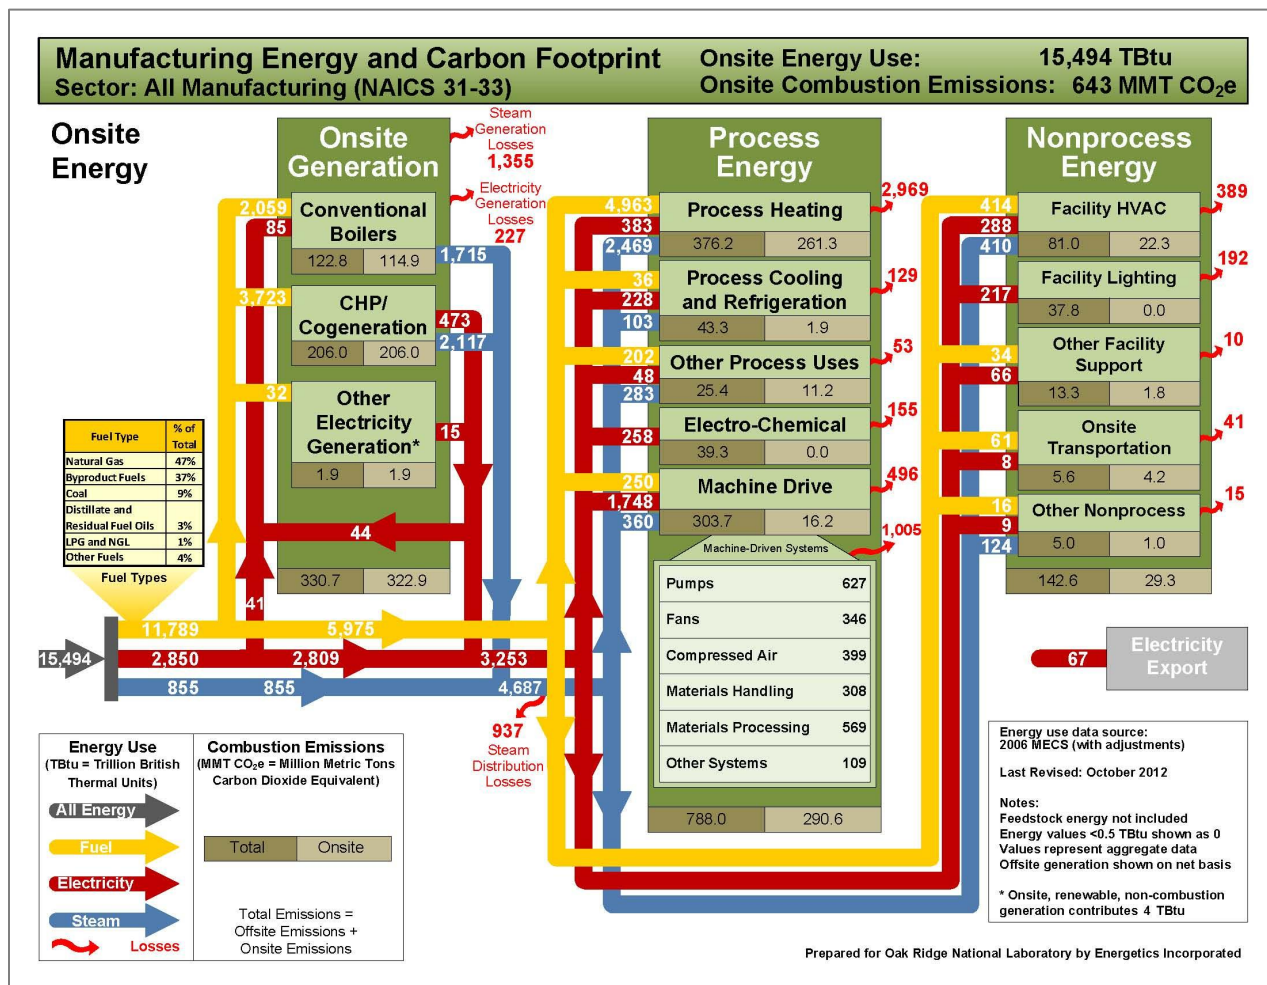 Manufacturing Energy and Carbon Footprint
Sector: All Manufacturing (NAICS 31-33)
Onsite Energy Use: 15,494 TBtu
Onsite Combustion Emissions: 643 MMT CO2e
Onsite
Energy
Onsite
Generation
Steam
Generation
Losses
1,355
Electricity
Generation
Losses
227
2,059
85
Conventional
Boilers
122.8 114.9
1,715
3,723
CHP/
Cogeneration
206.0 206.0
473
2,117
32
Other
Electricity
Generation*
1.9 1.9
15
44
330.7 322.9
41
Fuel Type % of
Total
Natural Gas 47%
Byproduct Fuels 37%
Coal 9%
Distillate and
Residual Fuel Oils 3%
LPG and NGL 1%
Other Fuels 4%
Fuel Types
15,494
11,789 5,975
2,850 2,809 3,253
855 855 4,687
937
Steam
Distribution
Losses
Process
Energy
4,963
383
2,469
Process Heating
376.2 261.3
2,969
36
228
103
Process Cooling
and Refrigeration
43.3 1.9
129
202
48
283
Other Process Uses
25.4 11.2
53
258
Electro-Chemical
39.3 0.0
155
250
1,748
360
Machine Drive
303.7 16.2
496
Machine-Driven Systems
1,005
Pumps 627
Fans 346
Compressed Air 399
Materials Handling 308
Materials Processing 569
Other Systems 109
788.0 290.6
Nonprocess
Energy
414
288
410
Facility HVAC
81.0 22.3
389
217
Facility Lighting
37.8 0.0
192
34
66
Other Facility
Support
13.3 1.8
10
61
8
Onsite
Transportation
5.6 4.2
41
16
9
124
Other Nonprocess
5.0 1.0
15
142.6 29.3
67
Electricity
Export
Energy Use
(TBtu = Trillion British
Thermal Units)
All Energy
Fuel
Electricity
Steam
Losses
Combustion Emissions
(MMT CO2e = Million Metric Tons
Carbon Dioxide Equivalent)
Total Onsite
Total Emissions =
Offsite Emissions +
Onsite Emissions
Energy use data source:
2006 MECS (with adjustments)
Last Revised: October 2012
Notes:
Feedstock energy not included
Energy values <0.5 TBtu shown as 0
Values represent aggregate data
Offsite generation shown on net basis
* Onsite, renewable, non-combustion
generation contributes 4 TBtu
Prepared for Oak Ridge National Laboratory by Energetics Incorporated